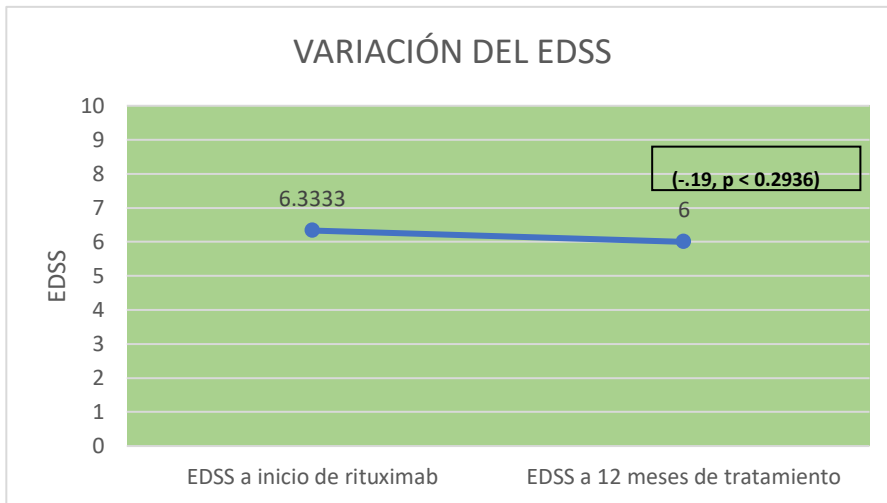 VARIACIÓN DEL EDSS
10
9
8
7
6
5
4
3
2
1
0
EDSS
6.3333
(-.19, p < 0.2936)
6
EDSS a inicio de rituximab
EDSS a 12 meses de tratamiento